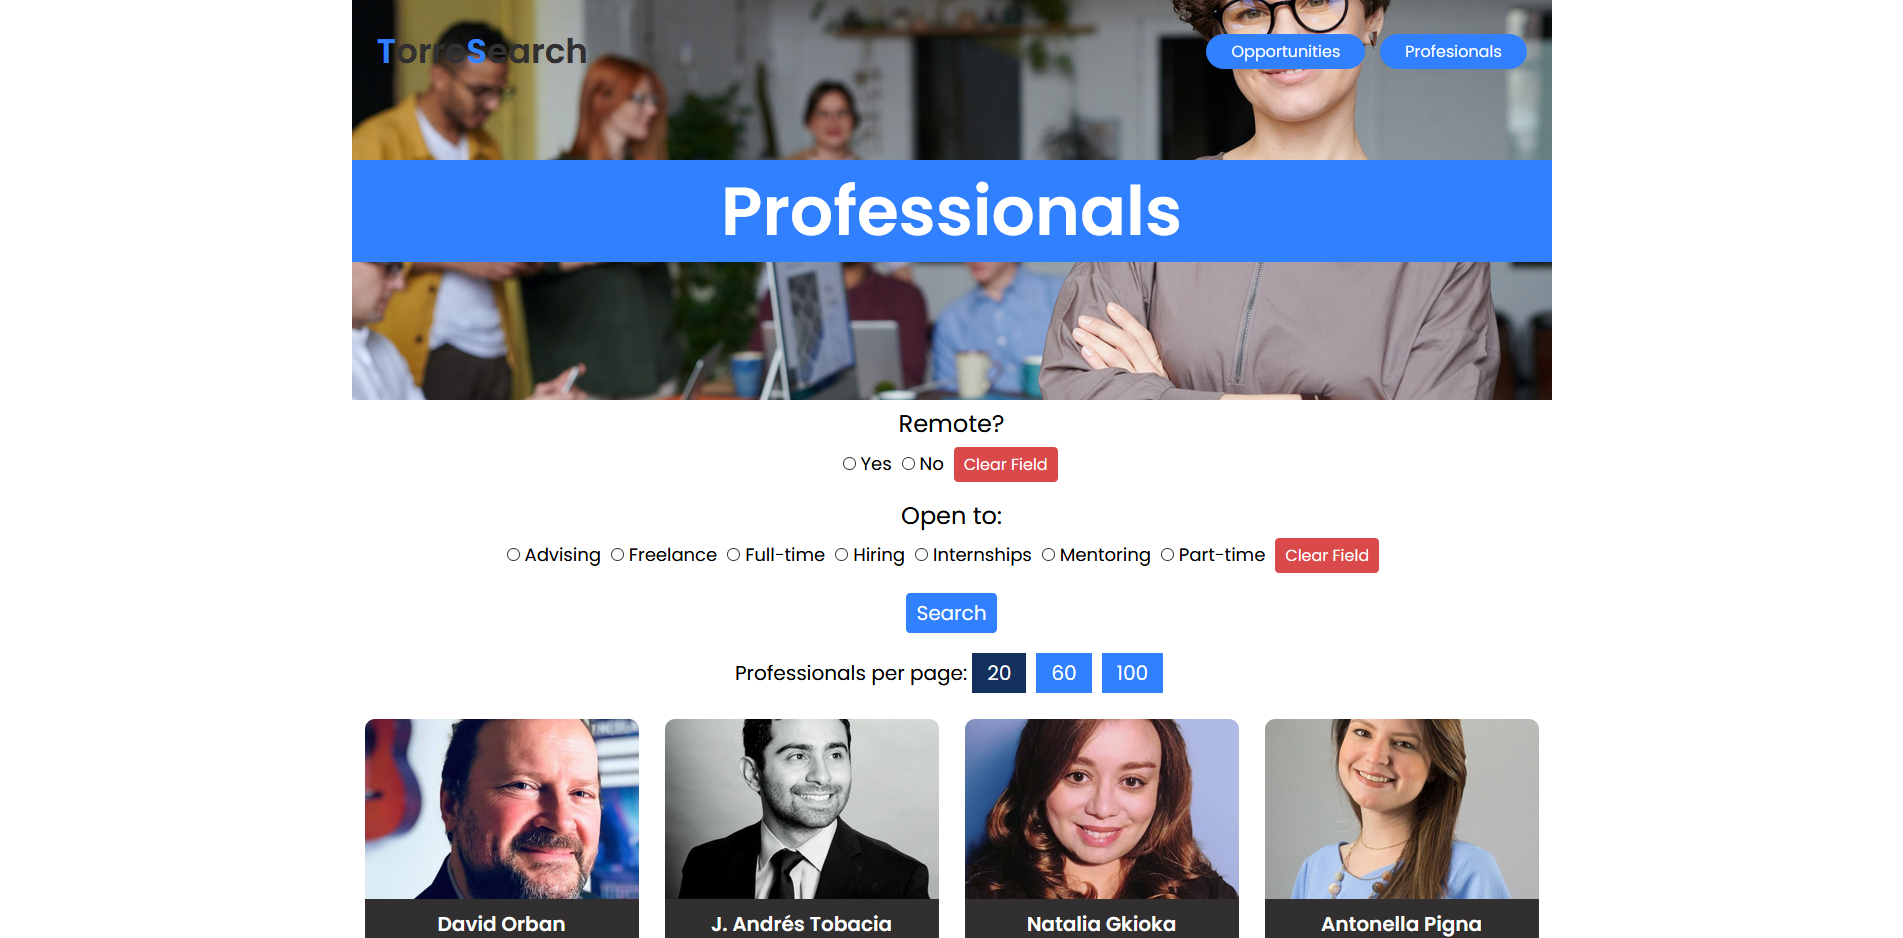 TorreSearch
Opportunities
Profesionals
Professionals
Remote?
Yes No Clear Field
Open to:
Advising Freelance Full-time Hiring Internships Mentoring Part-time Clear Field
Search
Professionals per page: 20 60 100
David Orban
J. Andrés Tobacia
Natalia Gkioka
Antonella Pigna